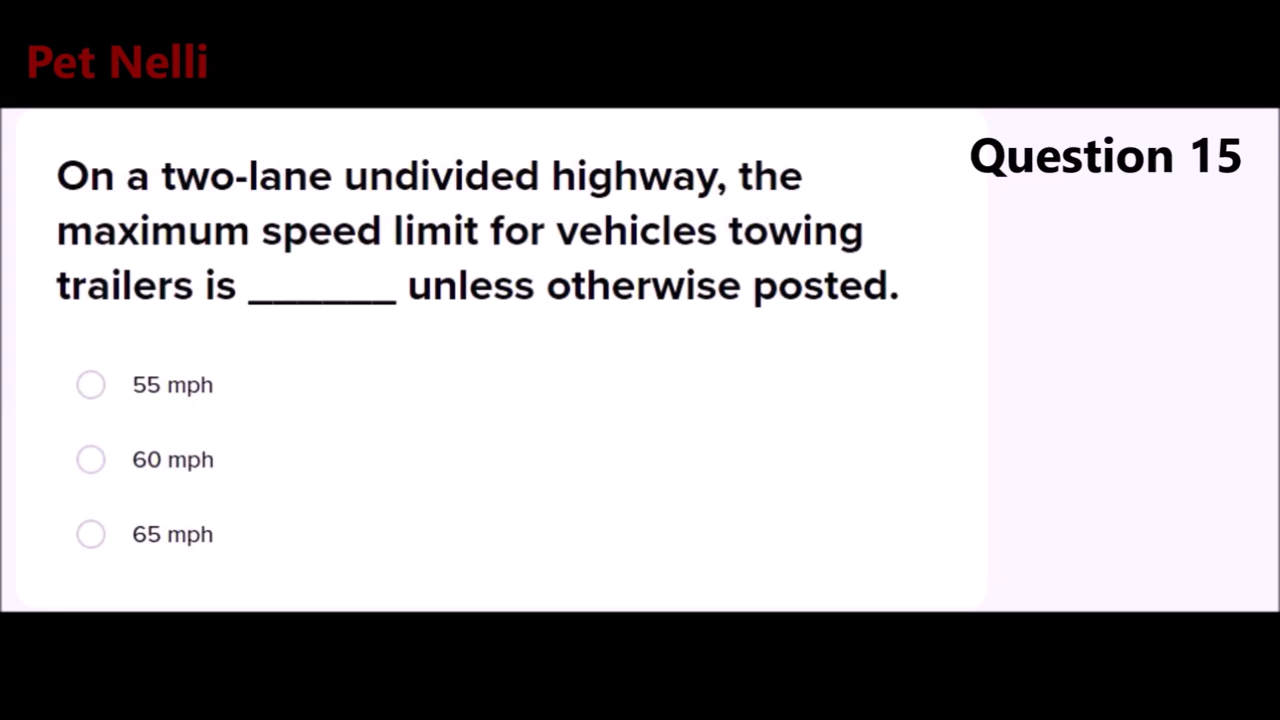 Pet Nelli
Question 15
On a two-lane undivided highway, the
maximum speed limit for vehicles towing
trailers is ______ unless otherwise posted.
55 mph
60 mph
65 mph